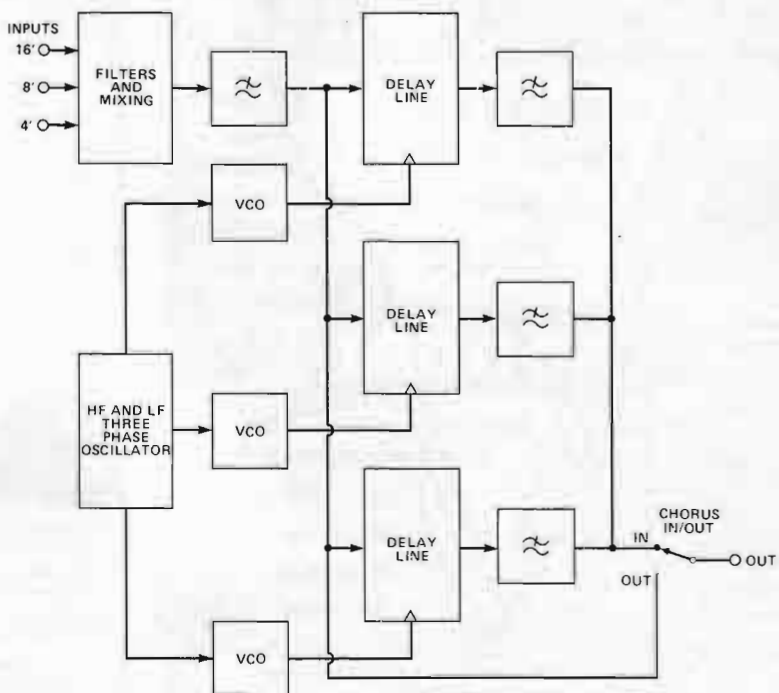 INPUTS
16'
8'
4'
FILTERS
AND
MIXING
DELAY
LINE
VCO
DELAY
LINE
HF AND LF
THREE
PHASE
OSCILLATOR
VCO
DELAY
LINE
CHORUS
IN/OUT
IN
OUT
OUT
VCO